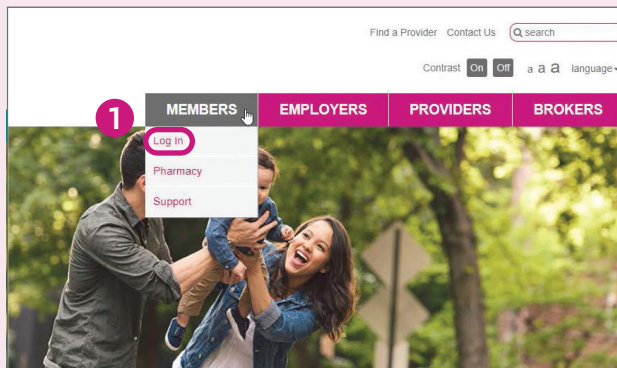 Find a Provider Contact Us search
Contrast On Off a a a language
1 MEMBERS EMPLOYERS PROVIDERS BROKERS
Log In
Pharmacy
Support